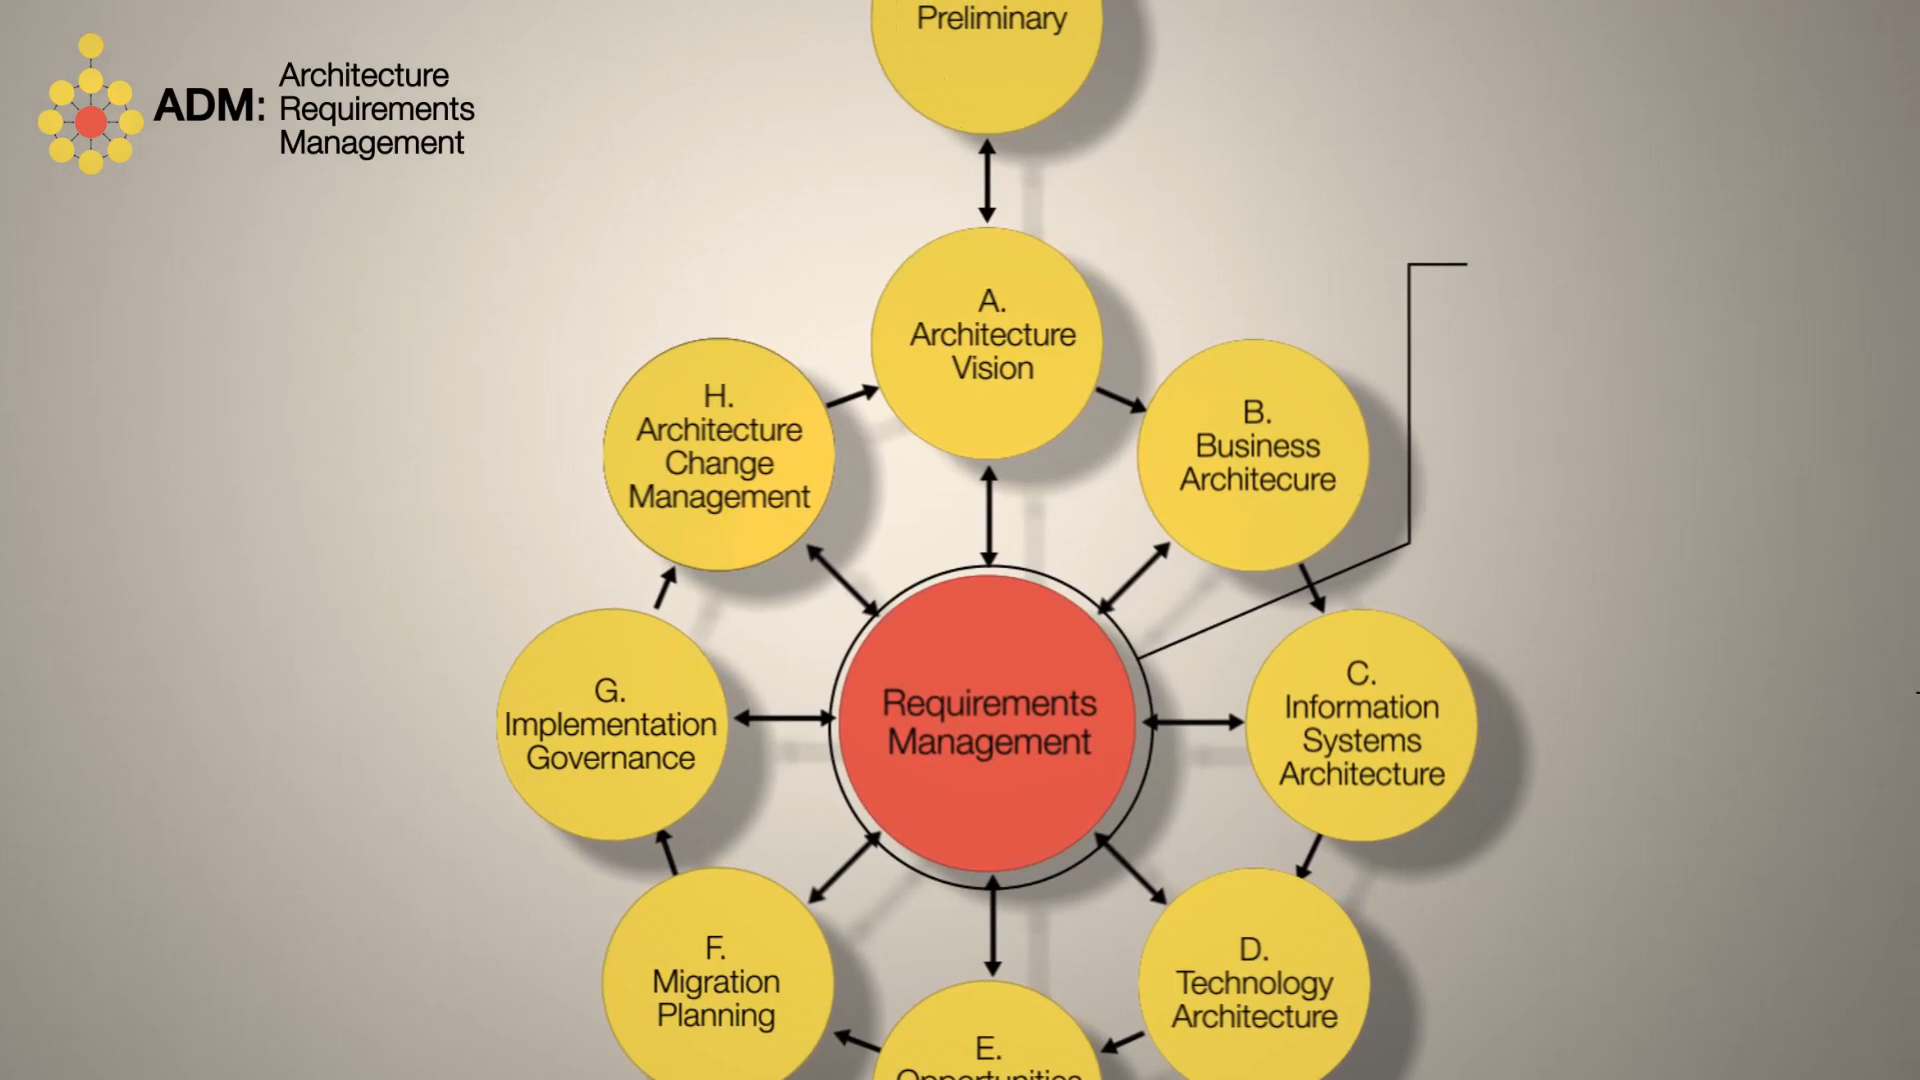 ADM:
Architecture
Requirements
Management
Preliminary
A.
Architecture
Vision
B.
Business
Architecure
H.
Architecture
Change
Management
C.
Information
Systems
Architecture
Requirements
Management
G.
Implementation
Governance
D.
Technology
Architecture
F.
Migration
Planning
E.
Opportunities